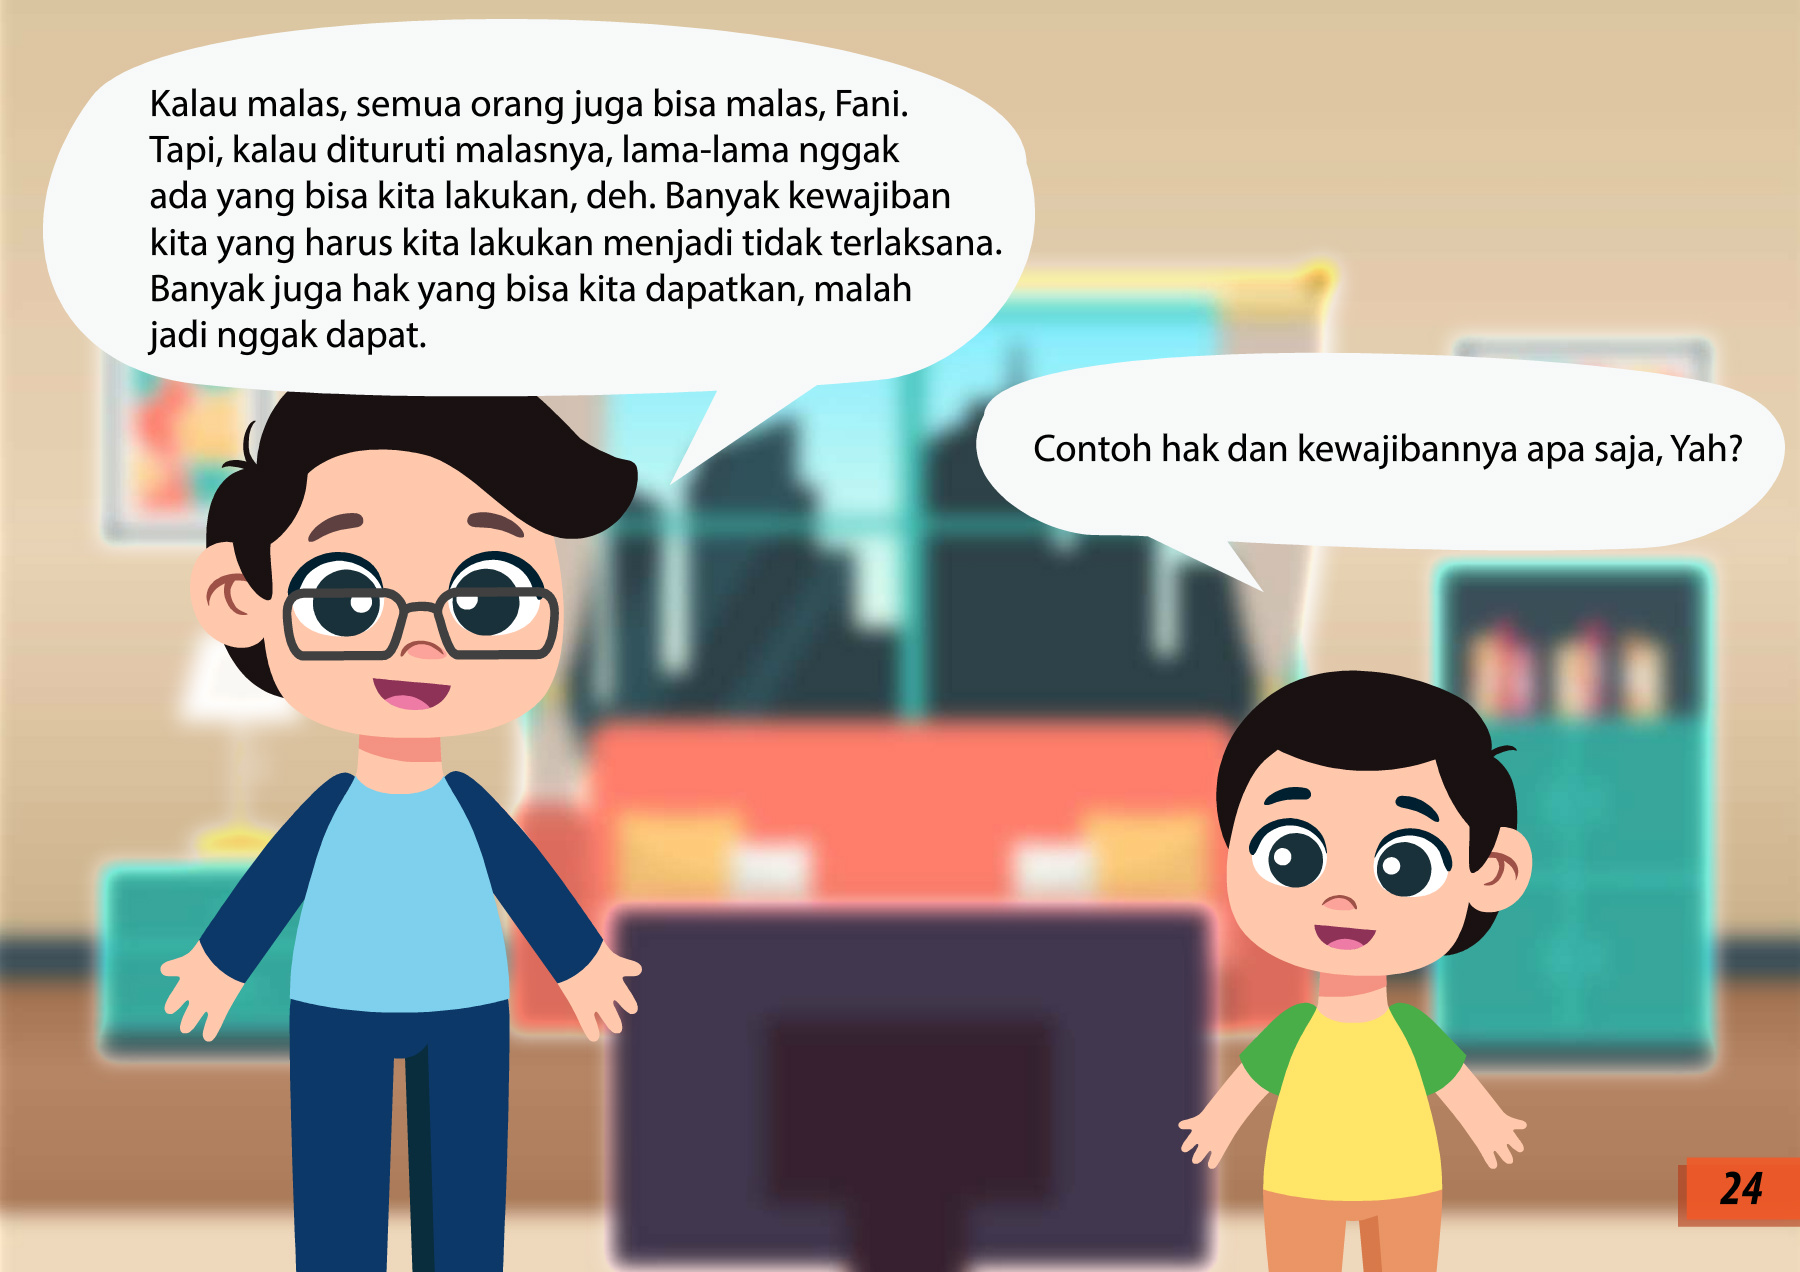 Kalau malas, semua orang juga bisa malas, Fani.
Tapi, kalau dituruti malasnya, lama-lama nggak
ada yang bisa kita lakukan, deh. Banyak kewajiban
kita yang harus kita lakukan menjadi tidak terlaksana.
Banyak juga hak yang bisa kita dapatkan, malah
jadi nggak dapat.
Contoh hak dan kewajibannya apa saja, Yah?
24